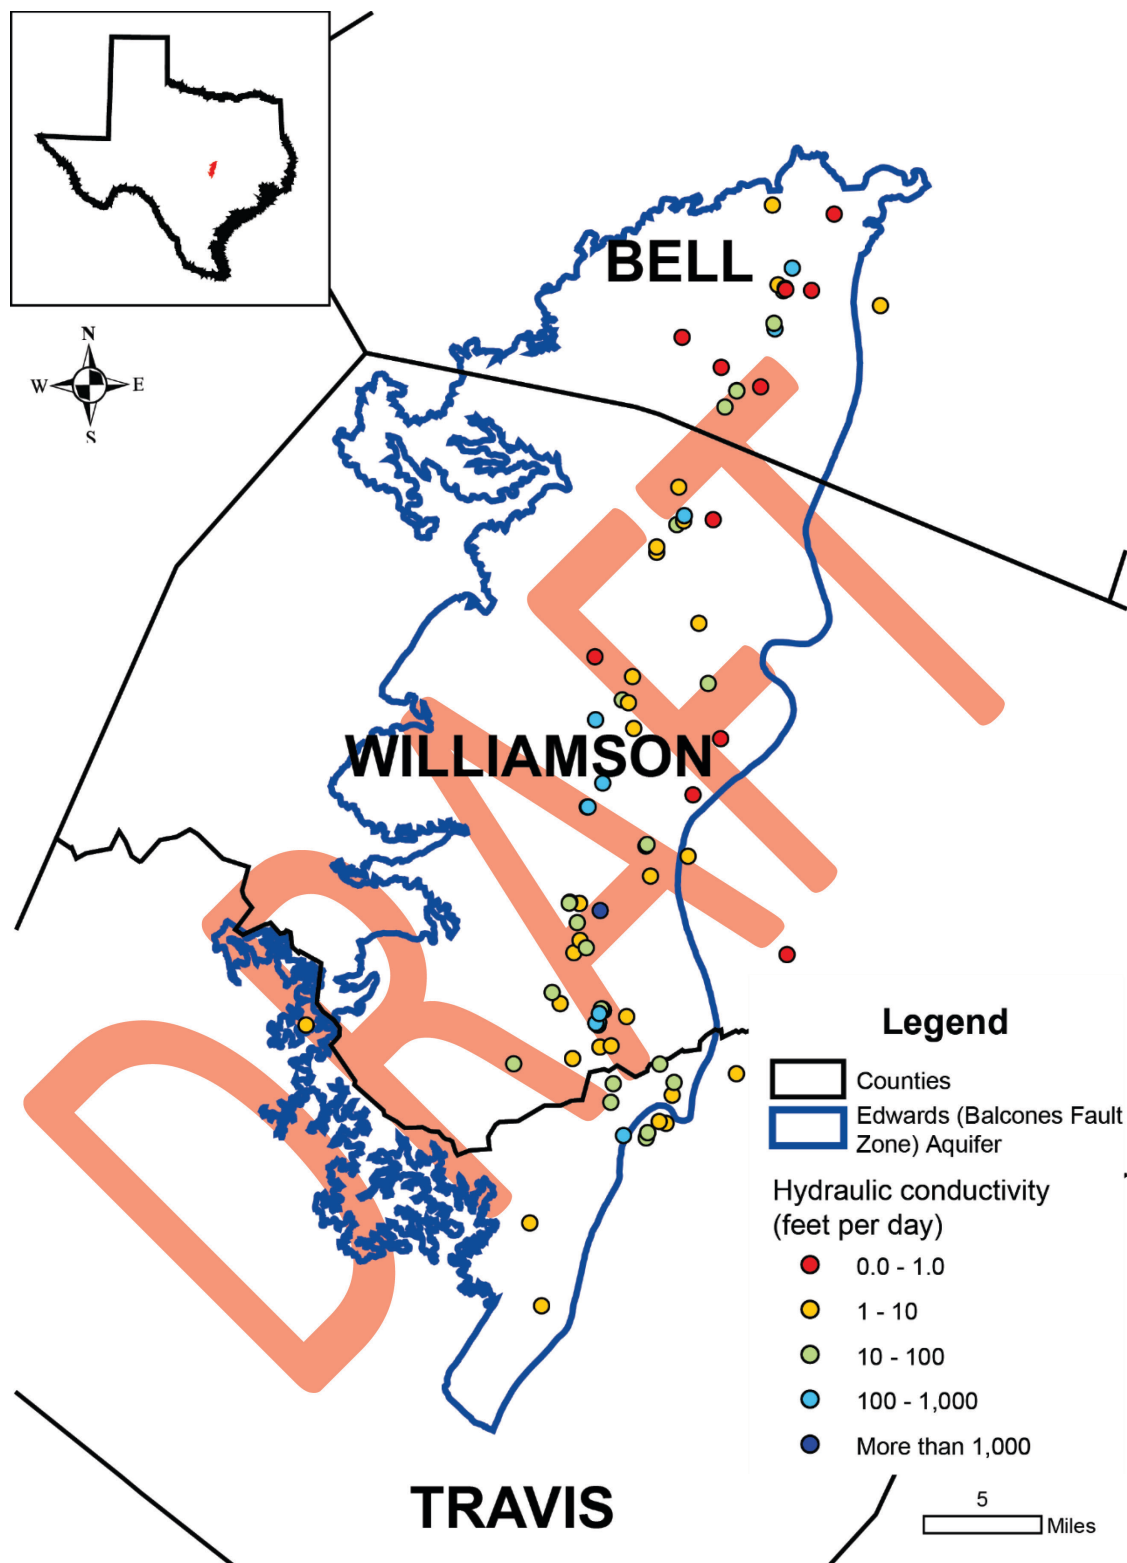 N
W E
S
BELL
WILLIAMSON
TRAVIS
DRAFT
Legend
Counties
Edwards (Balcones Fault
Zone) Aquifer
Hydraulic conductivity
(feet per day)
0.0 - 1.0
1 - 10
10 - 100
100 - 1,000
More than 1,000
5
Miles